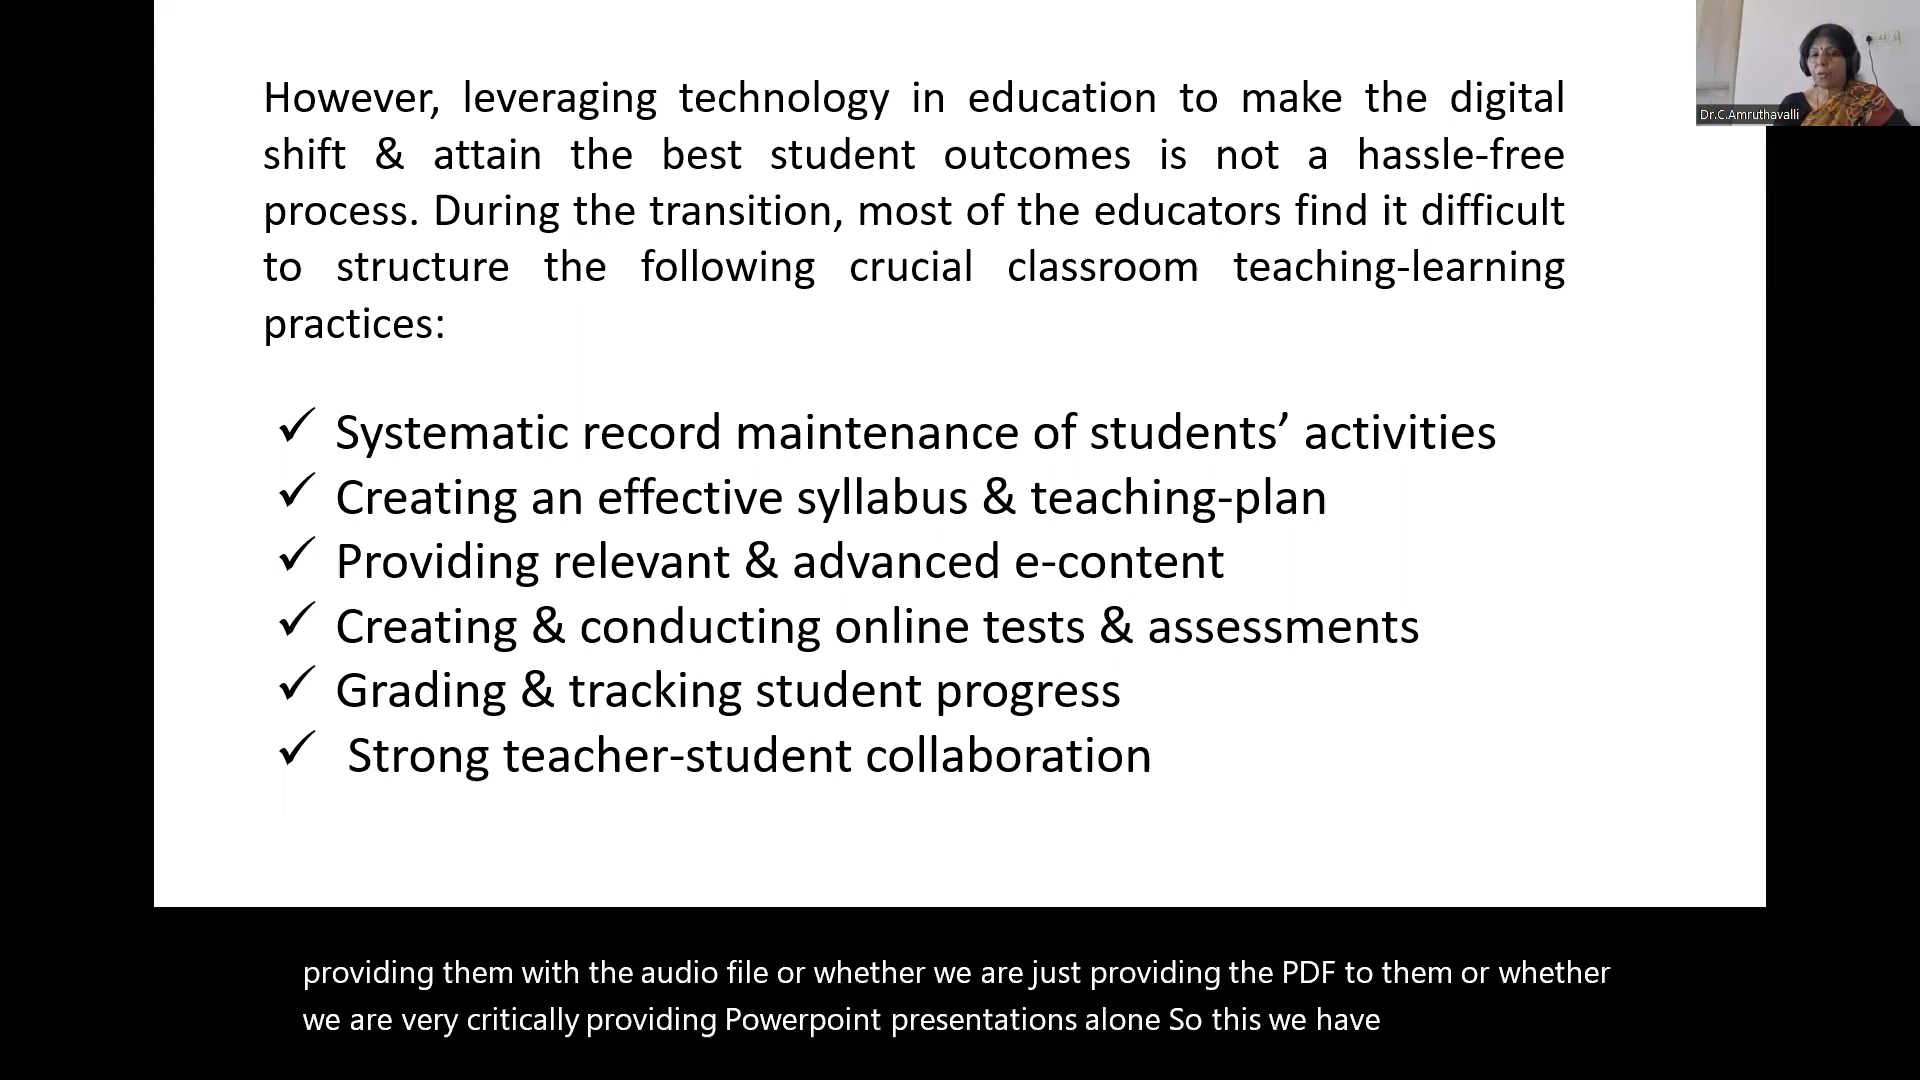 However, leveraging technology in education to make the digital
shift & attain the best student outcomes is not a hassle-free
process. During the transition, most of the educators find it difficult
to structure the following crucial classroom teaching-learning
practices:
✓ Systematic record maintenance of students’ activities
✓ Creating an effective syllabus & teaching-plan
✓ Providing relevant & advanced e-content
✓ Creating & conducting online tests & assessments
✓ Grading & tracking student progress
✓ Strong teacher-student collaboration
Dr.C.Amruthavalli
providing them with the audio file or whether we are just providing the PDF to them or whether
we are very critically providing Powerpoint presentations alone So this we have